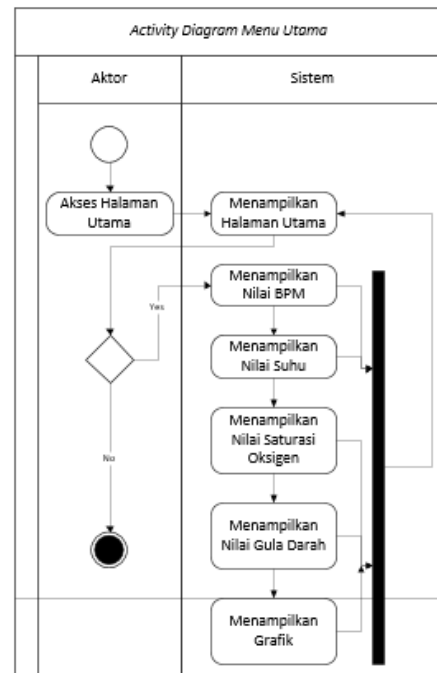 Activity Diagram Menu Utama
Aktor
Sistem
Akses Halaman
Utama
Menampilkan
Halaman Utama
Menampilkan
Nilai BPM
Yes
Menampilkan
Nilai Suhu
Menampilkan
Nilai Saturasi
Oksigen
No
Menampilkan
Nilai Gula Darah
Menampilkan
Grafik